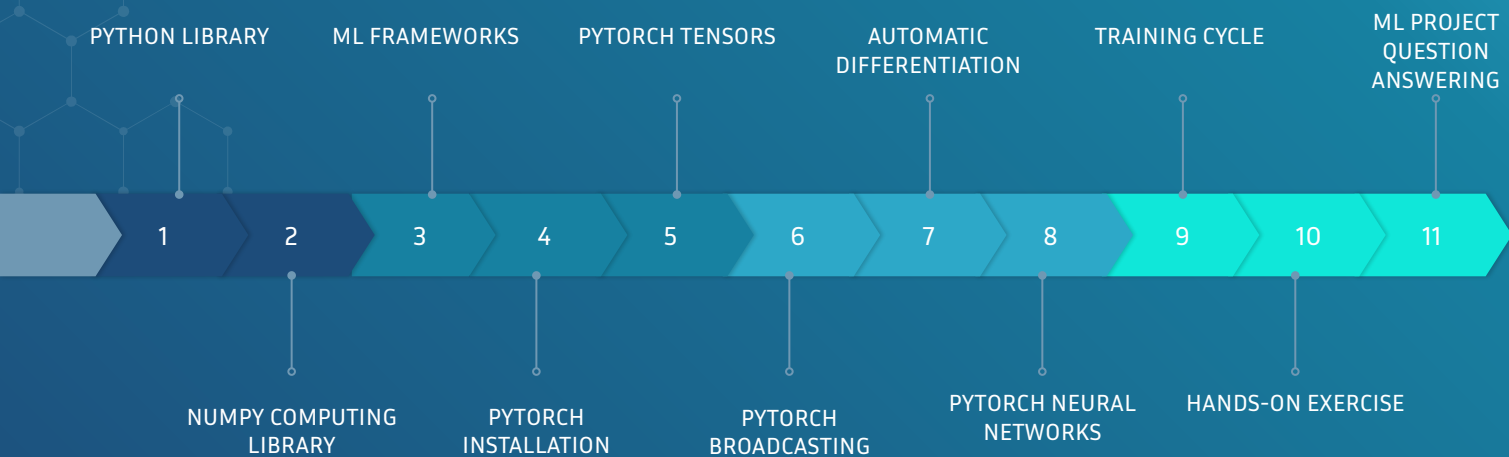 PYTHON LIBRARY
ML FRAMEWORKS
PYTORCH TENSORS
AUTOMATIC
DIFFERENTIATION
TRAINING CYCLE
ML PROJECT
QUESTION
ANSWERING
1
2
3
4
5
6
7
8
9
10
11
NUMPY COMPUTING
LIBRARY
PYTORCH
INSTALLATION
PYTORCH
BROADCASTING
PYTORCH NEURAL
NETWORKS
HANDS-ON EXERCISE